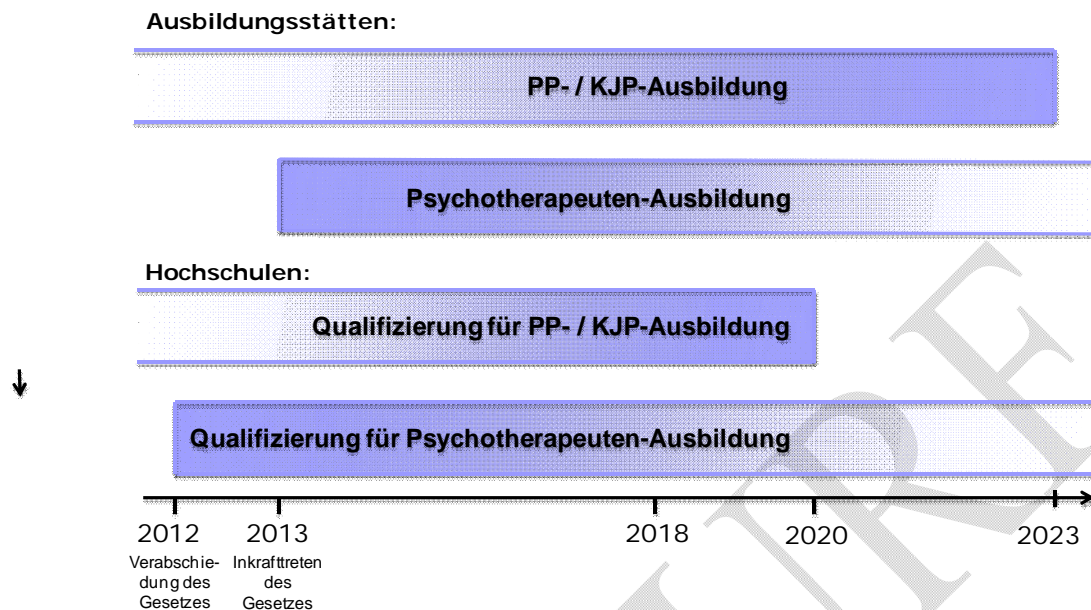 Ausbildungsstätten:
PP- / KJP-Ausbildung
Psychotherapeuten-Ausbildung
Hochschulen:
Qualifizierung für PP- / KJP-Ausbildung
Qualifizierung für Psychotherapeuten-Ausbildung
2012
Verabschie-
dung des
Gesetzes
2013
Inkrafttreten
des
Gesetzes
2018
2020
2023